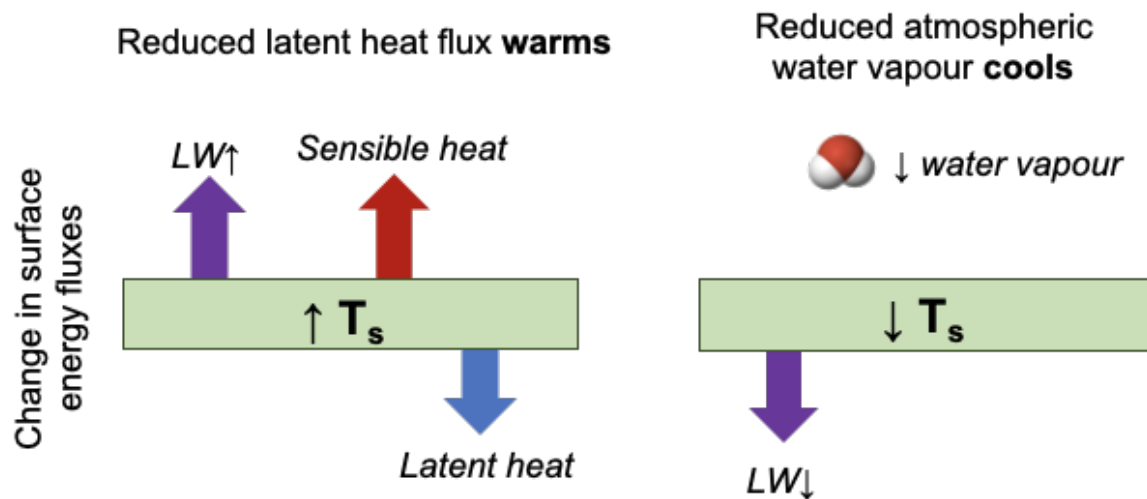 Reduced latent heat flux warms
Reduced atmospheric
water vapour cools
Change in surface
energy fluxes
LW↑
Sensible heat
↑ Ts
Latent heat
↓ water vapour
↓ Ts
LW↓